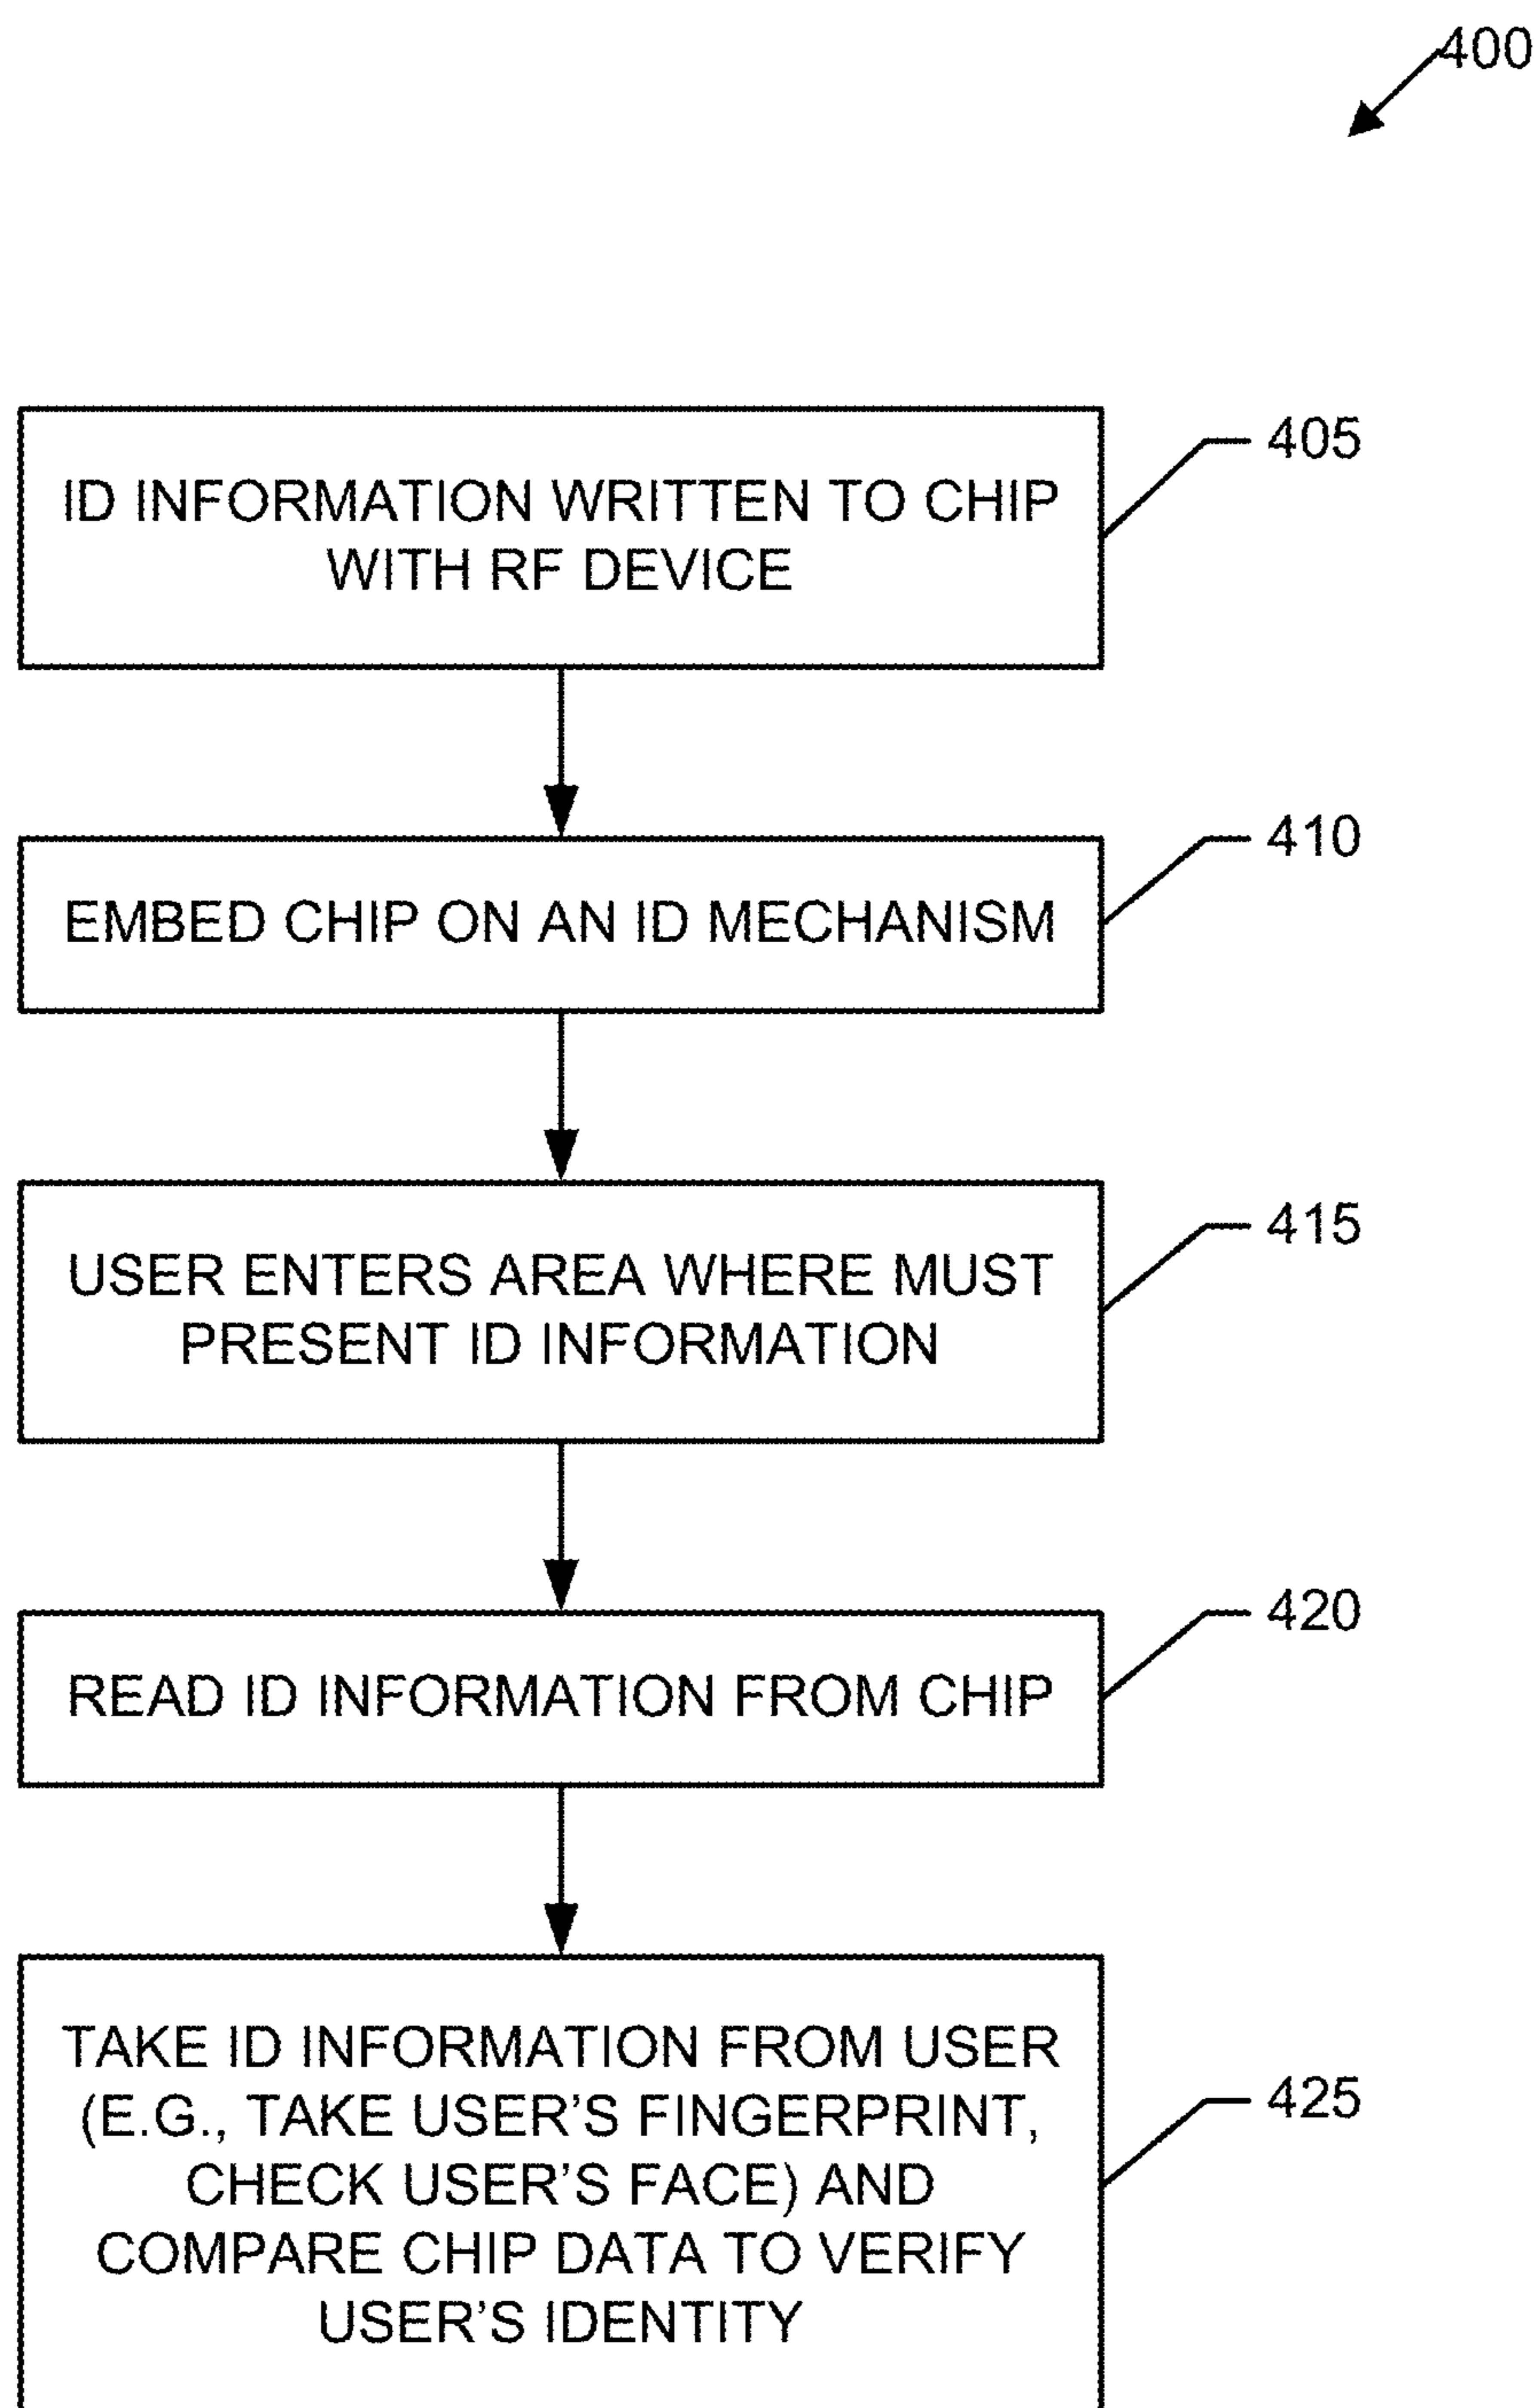 400
ID INFORMATION WRITTEN TO CHIP
WITH RF DEVICE
405
EMBED CHIP ON AN ID MECHANISM
410
USER ENTERS AREA WHERE MUST
PRESENT ID INFORMATION
415
READ ID INFORMATION FROM CHIP
420
TAKE ID INFORMATION FROM USER
(E.G., TAKE USER'S FINGERPRINT,
CHECK USER'S FACE) AND
COMPARE CHIP DATA TO VERIFY
USER'S IDENTITY
425